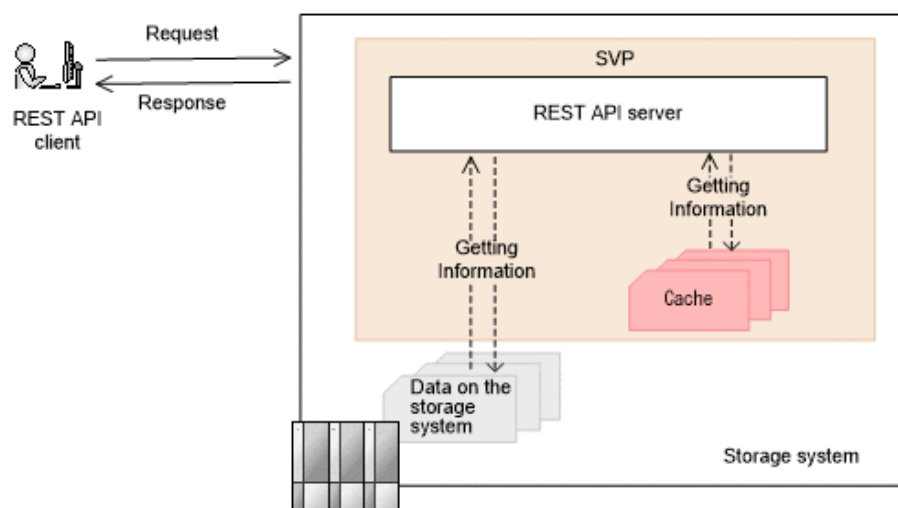 Request
Response
REST API
client
SVP
REST API server
Getting
Information
Getting
Information
Cache
Data on the
storage
system
Storage system